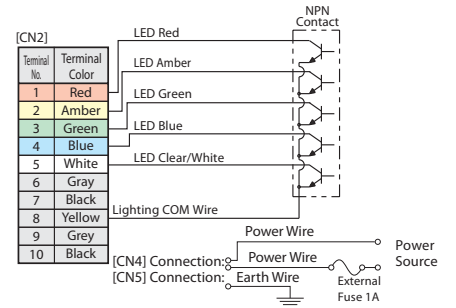 NPN
Contact
[CN2]
Terminal No. Terminal Color
1 Red
2 Amber
3 Green
4 Blue
5 White
6 Gray
7 Black
8 Yellow
9 Grey
10 Black
LED Red
LED Amber
LED Green
LED Blue
LED Clear/White
Lighting COM Wire
Power Wire
[CN4] Connection: Power Wire
[CN5] Connection: Earth Wire
Power
Source
External
Fuse 1A